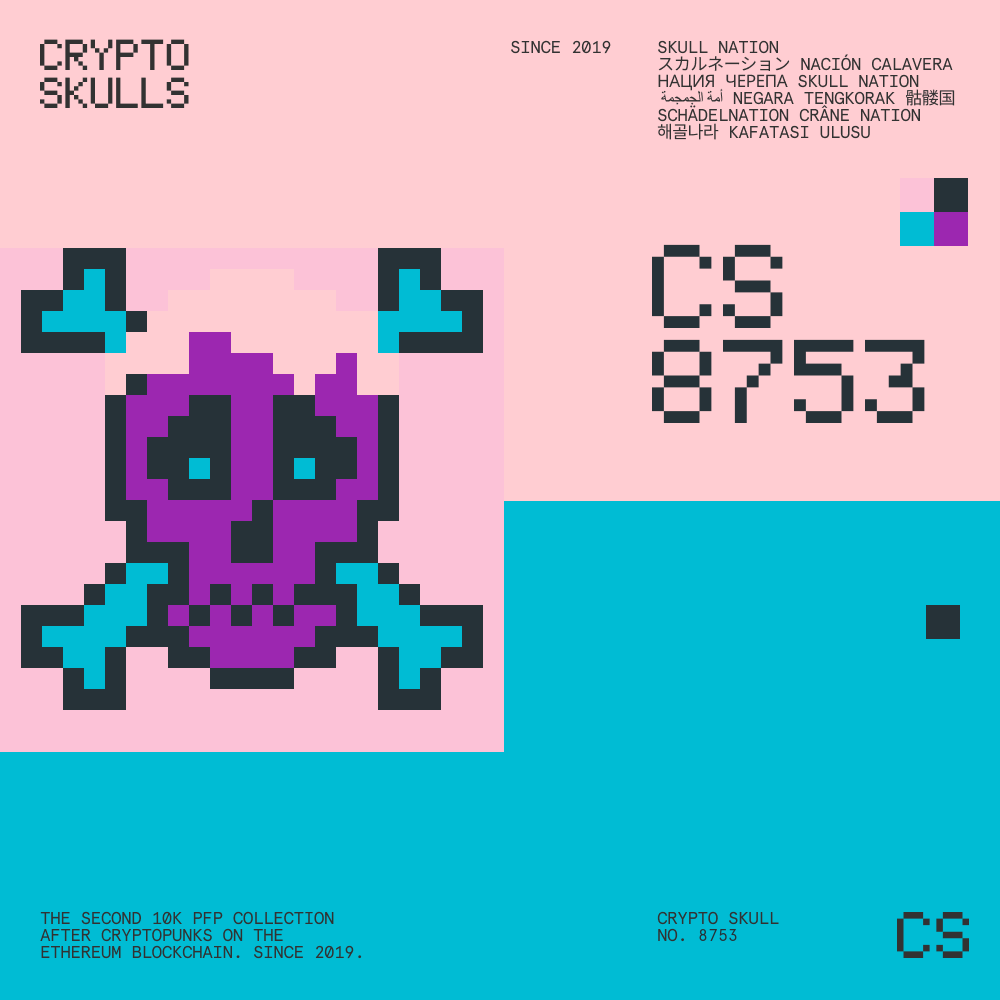 CRYPTO
SKULLS
SINCE 2019
SKULL NATION
スカルネーション NACIÓN CALAVERA
НАЦИЯ ЧЕРЕПА SKULL NATION
أمة الجمجمة NEGARA TENGKORAK 骷髅国
SCHÄDELNATION CRÂNE NATION
해골나라 KAFATASI ULUSU
CS
8753
THE SECOND 10K PFP COLLECTION
AFTER CRYPTOPUNKS ON THE
ETHEREUM BLOCKCHAIN. SINCE 2019.
CRYPTO SKULL
NO. 8753
CS